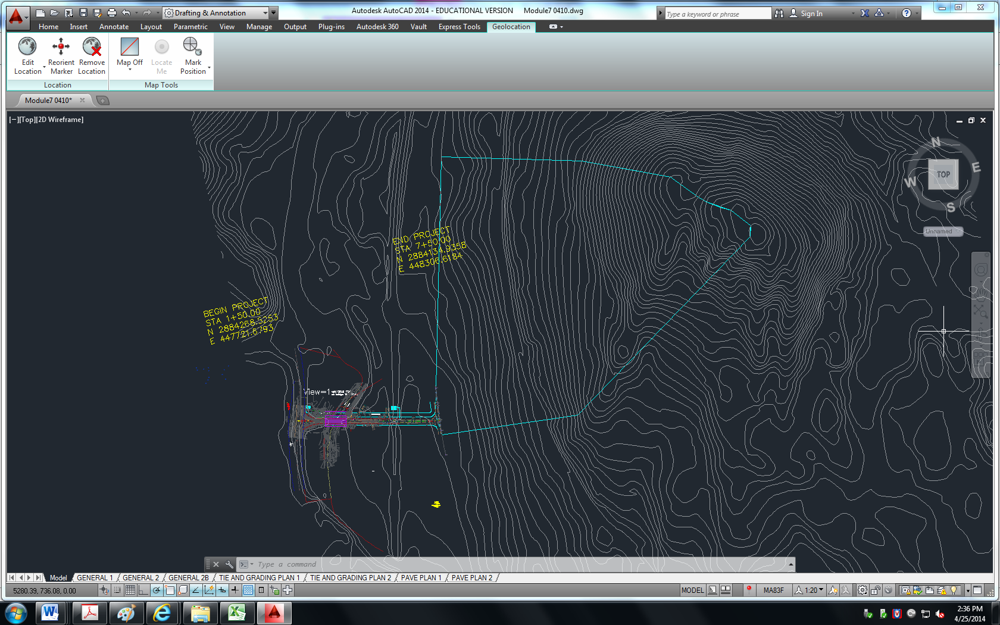 Drafting & Annotation
Autodesk AutoCAD 2014 - EDUCATIONAL VERSION Module7 0410.dwg
Type a keyword or phrase
Sign In
Home Insert Annotate Layout Parametric View Manage Output Plug-ins Autodesk 360 Vault Express Tools Geolocation
Edit Location
Reorient Marker
Remove Location
Map Off
Locate Me
Mark Position
Location
Map Tools
Module7 0410*
[−][Top][2D Wireframe]
N
E
W
S
TOP
Unnamed
END PROJECT
STA 7+50.00
N 2884134.9358
E 448306.6184
BEGIN PROJECT
STA 1+50.00
N 2884268.5253
E 447721.6793
View=1
Type a command
Model GENERAL 1 GENERAL 2 GENERAL 2B TIE AND GRADING PLAN 1 TIE AND GRADING PLAN 2 PAVE PLAN 1 PAVE PLAN 2
5280.39, 736.08, 0.00
MODEL
MA83F
1:20
2:36 PM
4/25/2014